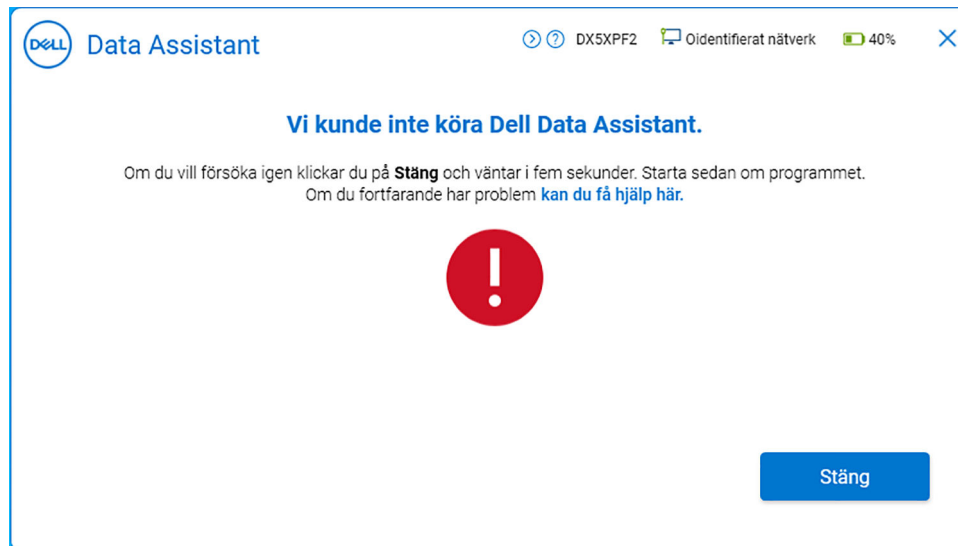 DELL Data Assistant DX5XPF2 Oidentifierat nätverk 40%
Vi kunde inte köra Dell Data Assistant.
Om du vill försöka igen klickar du på Stäng och väntar i fem sekunder. Starta sedan om programmet.
Om du fortfarande har problem kan du få hjälp här.
Stäng